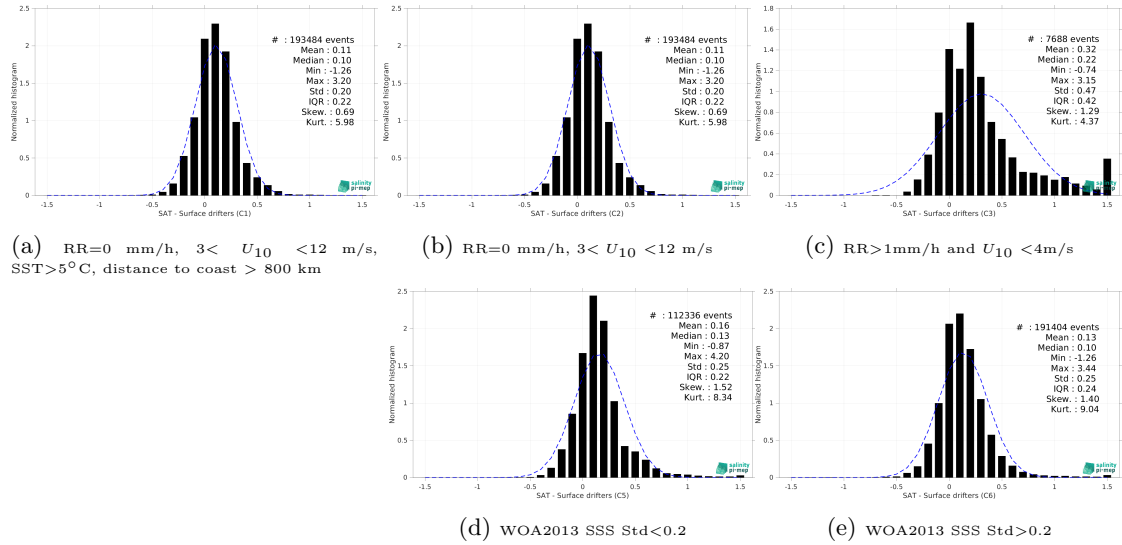 Normalized histogram
2.5
2
1.5
1
0.5
0
# : 193484 events
Mean : 0.11
Median : 0.10
Min : -1.26
Max : 3.20
Std : 0.20
IQR : 0.22
Skew. : 0.69
Kurt. : 5.98
salinity
pi-mep
-1.5 -1 -0.5 0 0.5 1 1.5
SAT - Surface drifters (C1)
(a) RR=0 mm/h, 3< U10 <12 m/s,
SST>5°C, distance to coast > 800 km
Normalized histogram
2.5
2
1.5
1
0.5
0
# : 193484 events
Mean : 0.11
Median : 0.10
Min : -1.26
Max : 3.20
Std : 0.20
IQR : 0.22
Skew. : 0.69
Kurt. : 5.98
salinity
pi-mep
-1.5 -1 -0.5 0 0.5 1 1.5
SAT - Surface drifters (C2)
(b) RR=0 mm/h, 3< U10 <12 m/s
Normalized histogram
1.8
1.6
1.4
1.2
1
0.8
0.6
0.4
0.2
0
# : 7688 events
Mean : 0.32
Median : 0.22
Min : -0.74
Max : 3.15
Std : 0.47
IQR : 0.42
Skew. : 1.29
Kurt. : 4.37
salinity
pi-mep
-1.5 -1 -0.5 0 0.5 1 1.5
SAT - Surface drifters (C3)
(c) RR>1mm/h and U10 <4m/s
Normalized histogram
2.5
2
1.5
1
0.5
0
# : 112336 events
Mean : 0.16
Median : 0.13
Min : -0.87
Max : 4.20
Std : 0.25
IQR : 0.22
Skew. : 1.52
Kurt. : 8.34
salinity
pi-mep
-1.5 -1 -0.5 0 0.5 1 1.5
SAT - Surface drifters (C5)
(d) WOA2013 SSS Std<0.2
Normalized histogram
2.5
2
1.5
1
0.5
0
# : 191404 events
Mean : 0.13
Median : 0.10
Min : -1.26
Max : 3.44
Std : 0.25
IQR : 0.24
Skew. : 1.40
Kurt. : 9.04
salinity
pi-mep
-1.5 -1 -0.5 0 0.5 1 1.5
SAT - Surface drifters (C6)
(e) WOA2013 SSS Std>0.2